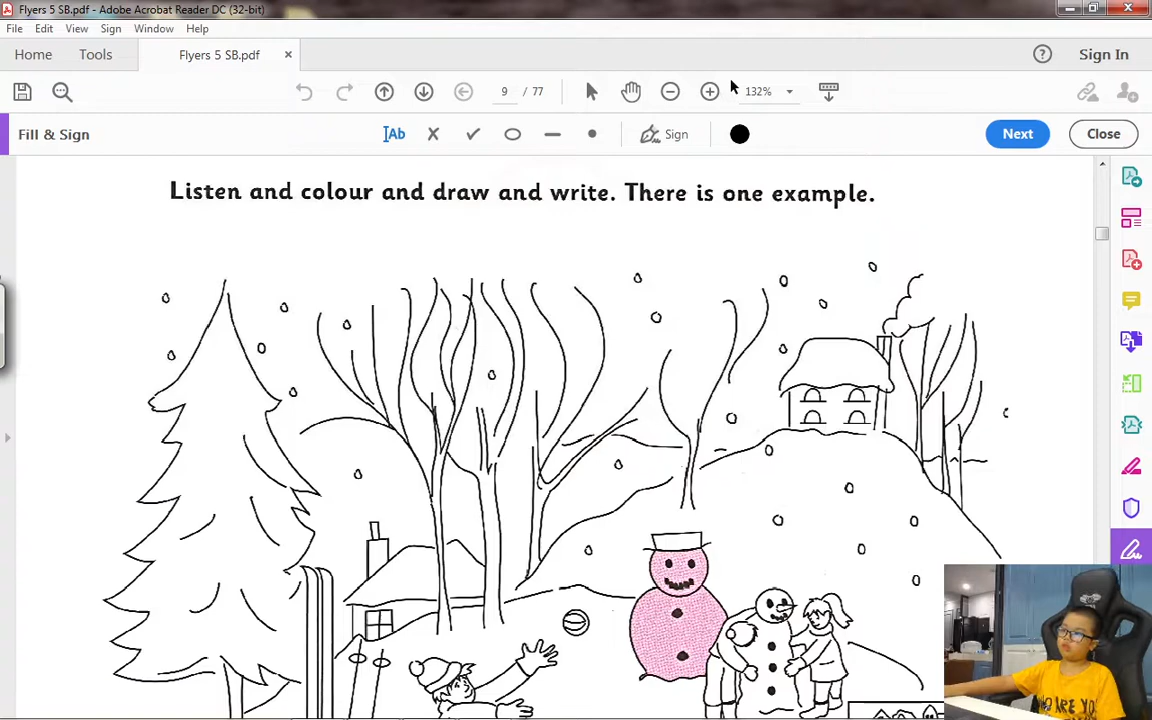 Flyers 5 SB.pdf - Adobe Acrobat Reader DC (32-bit)
File Edit View Sign Window Help
Home Tools Flyers 5 SB.pdf × Sign In
9 / 77 132%
Fill & Sign Ab Sign Next Close
Listen and colour and draw and write. There is one example.